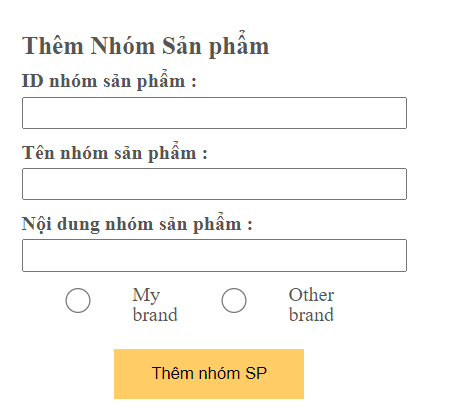 Thêm Nhóm Sản phẩm
ID nhóm sản phẩm :
Tên nhóm sản phẩm :
Nội dung nhóm sản phẩm :
My
brand
Other
brand
Thêm nhóm SP